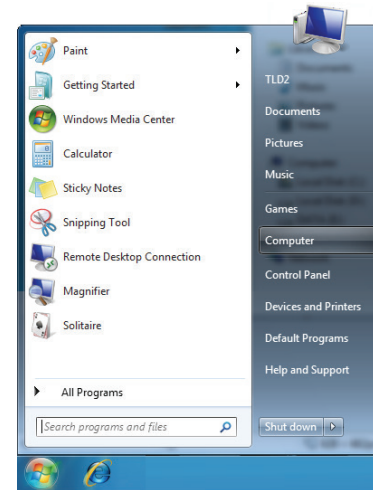 Paint
Getting Started
Windows Media Center
Calculator
Sticky Notes
Snipping Tool
Remote Desktop Connection
Magnifier
Solitaire
All Programs
Search programs and files
TLD2
Documents
Pictures
Music
Games
Computer
Control Panel
Devices and Printers
Default Programs
Help and Support
Shut down